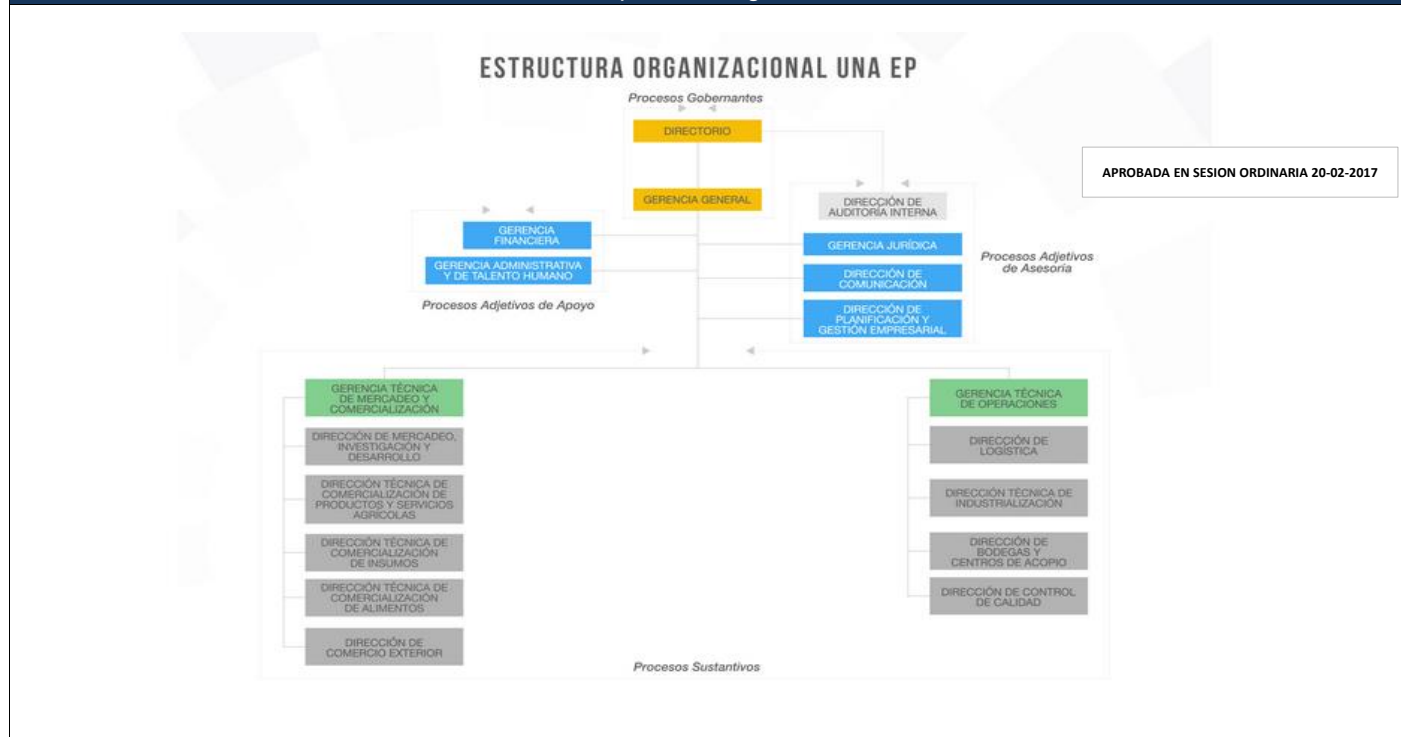 ESTRUCTURA ORGANIZACIONAL UNA EP
Procesos Gobernantes
DIRECTORIO
APROBADA EN SESION ORDINARIA 20-02-2017
GERENCIA GENERAL
DIRECCIÓN DE
AUDITORÍA INTERNA
GERENCIA
FINANCIERA
GERENCIA ADMINISTRATIVA
Y DE TALENTO HUMANO
Procesos Adjetivos de Apoyo
GERENCIA JURÍDICA
DIRECCIÓN DE
COMUNICACIÓN
DIRECCIÓN DE
PLANIFICACIÓN Y
GESTIÓN EMPRESARIAL
Procesos Adjetivos
de Asesoría
GERENCIA TÉCNICA
DE MERCADEO Y
COMERCIALIZACIÓN
DIRECCIÓN DE MERCADEO,
INVESTIGACIÓN Y
DESARROLLO
DIRECCIÓN TÉCNICA DE
COMERCIALIZACIÓN DE
PRODUCTOS Y SERVICIOS
AGRÍCOLAS
DIRECCIÓN TÉCNICA DE
COMERCIALIZACIÓN
DE INSUMOS
DIRECCIÓN TÉCNICA DE
COMERCIALIZACIÓN
DE ALIMENTOS
DIRECCIÓN DE
COMERCIO EXTERIOR
GERENCIA TÉCNICA
DE OPERACIONES
DIRECCIÓN DE
LOGÍSTICA
DIRECCIÓN TÉCNICA DE
INDUSTRIALIZACIÓN
DIRECCIÓN DE
BODEGAS Y
CENTROS DE ACOPIO
DIRECCIÓN DE CONTROL
DE CALIDAD
Procesos Sustantivos